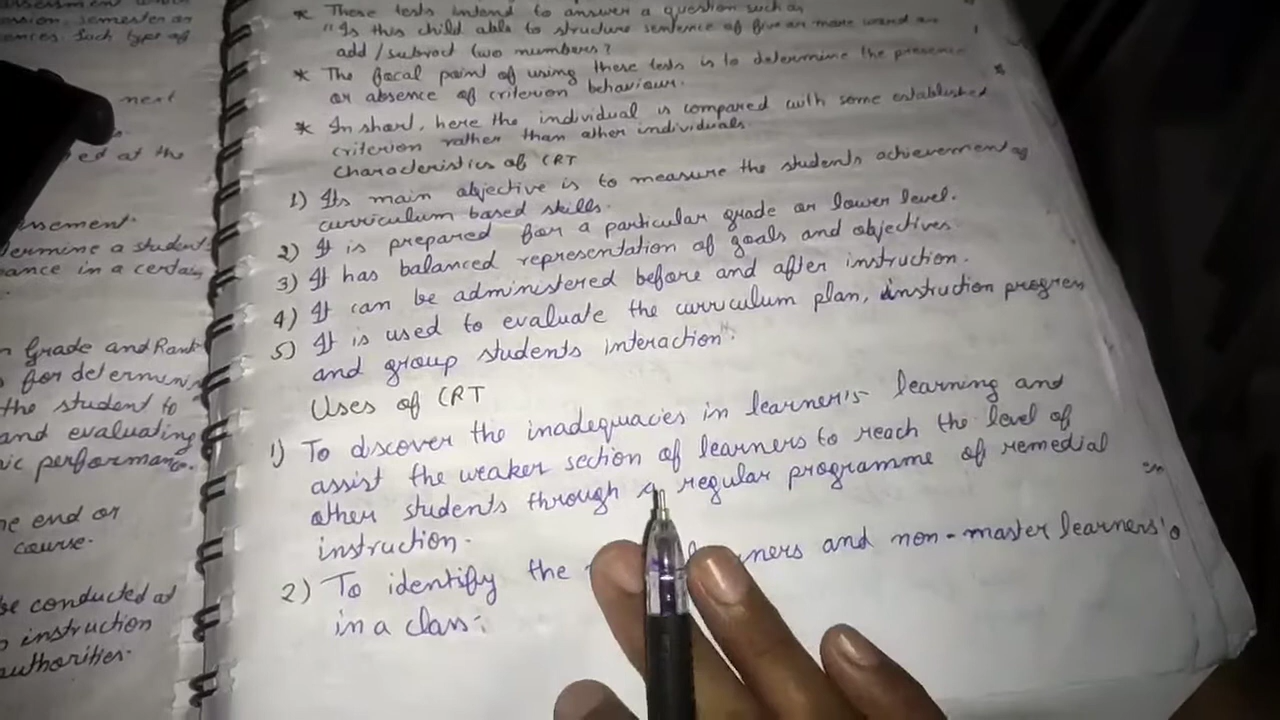 ances. Such type of
next
ed at the
ermine a student
ance in a certain
Grade and Rank
for determin
the student to
and evaluating
ic performance.
he end or
course.
be conducted at
instruction
authorities.
* These tests intend to answer a question such as
"Is this child able to structure sentence of five or more word or
add / subtract two numbers?
* The focal point of using these tests is to determine the presence
or absence of criterion behaviour.
* In short, here the individual is compared with some established
criterion rather than other individuals.
Characteristics of CRT
1) Its main objective is to measure the students achievement of
curriculum based skills.
2) It is prepared for a particular grade or lower level.
3) It has balanced representation of goals and objectives.
4) It can be administered before and after instruction.
5) It is used to evaluate the curriculum plan, instruction progress
and group students interaction.
Uses of CRT
1) To discover the inadequacies in learner's learning and
assist the weaker section of learners to reach the level of
other students through a regular programme of remedial
instruction.
2) To identify the and non-master learners's
in a class: